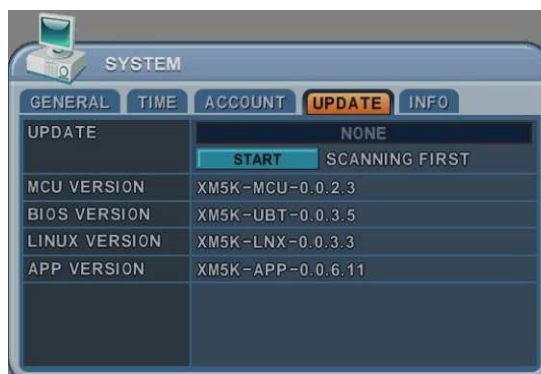 SYSTEM
GENERAL TIME ACCOUNT UPDATE INFO
UPDATE NONE
START SCANNING FIRST
MCU VERSION XM5K-MCU-0.0.2.3
BIOS VERSION XM5K-UBT-0.0.3.5
LINUX VERSION XM5K-LNX-0.0.3.3
APP VERSION XM5K-APP-0.0.6.11